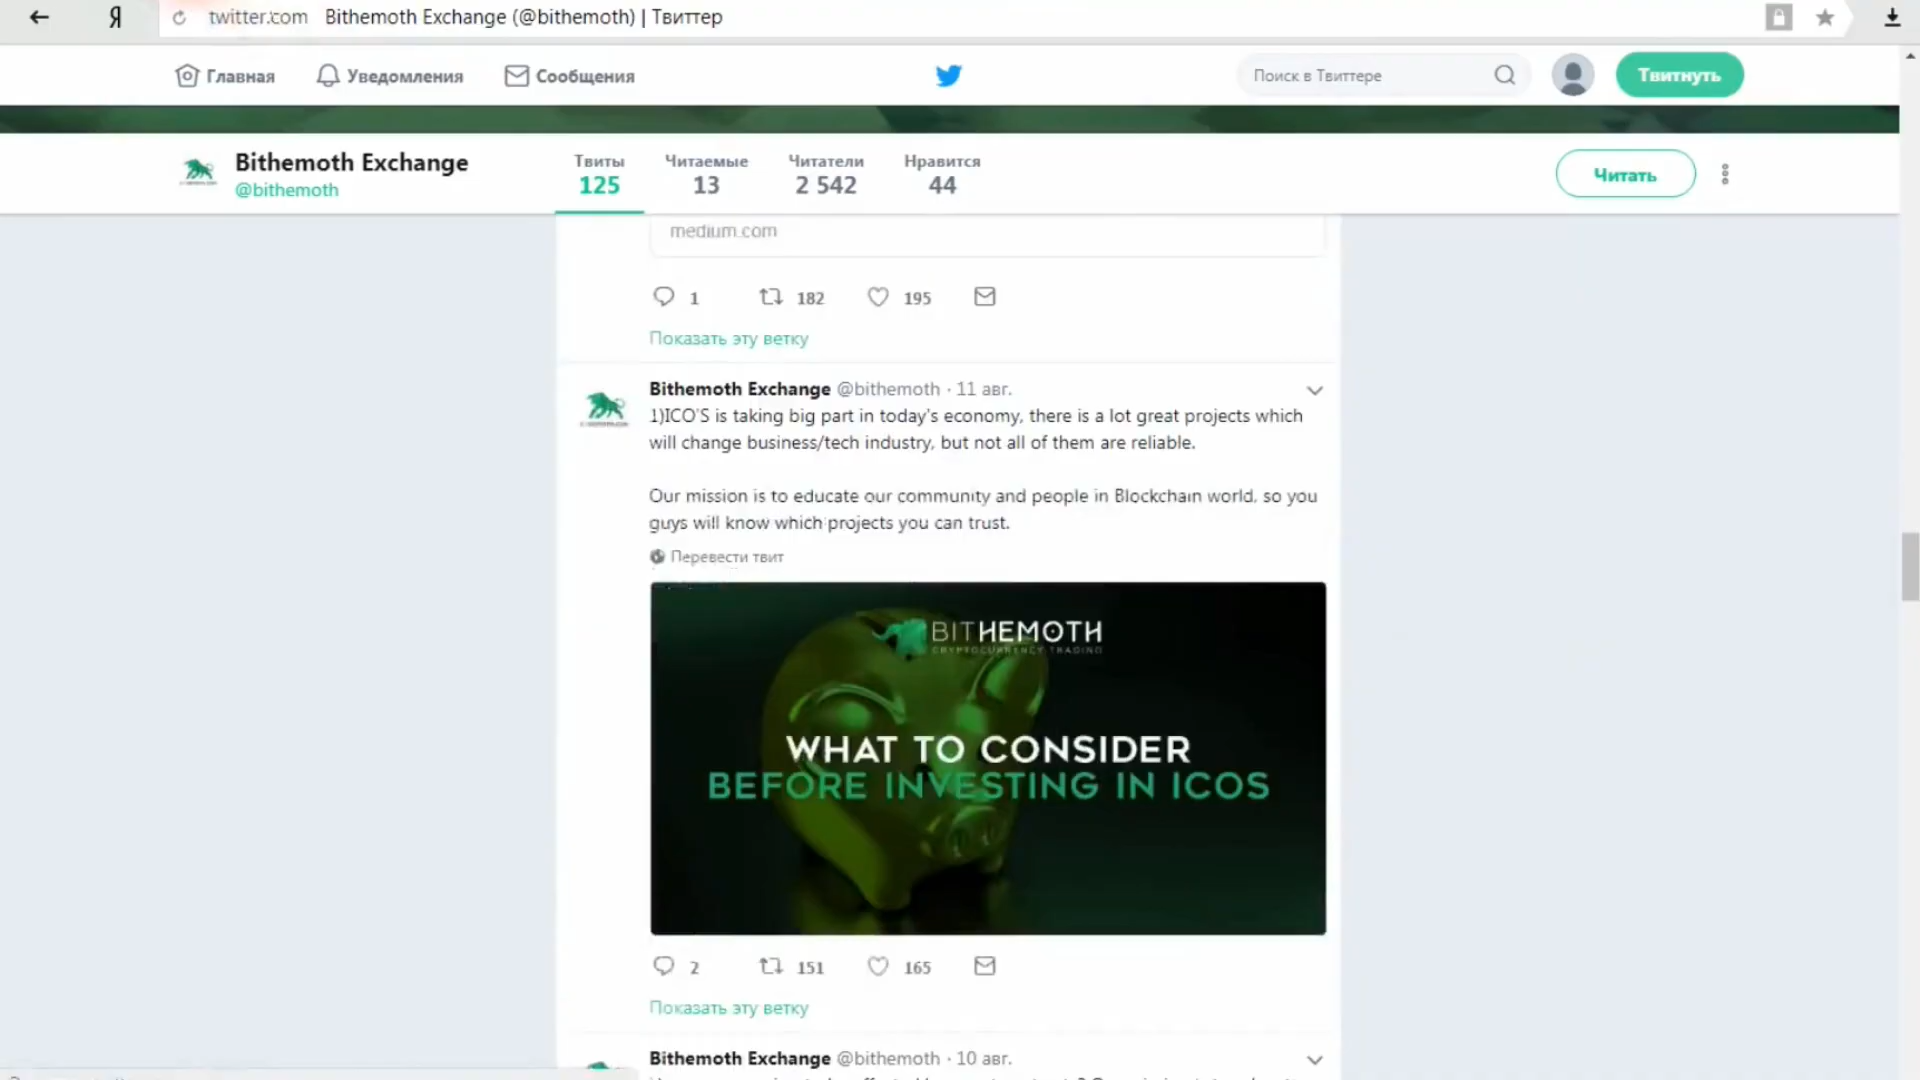 Я twitter.com Bithemoth Exchange (@bithemoth) | Твиттер
Главная Уведомления Сообщения Поиск в Твиттере Твитнуть
Bithemoth Exchange
@bithemoth
Твиты Читаемые Читатели Нравится
125 13 2 542 44
Читать
medium.com
1 182 195
Показать эту ветку
Bithemoth Exchange @bithemoth · 11 авг.
1)ICO'S is taking big part in today's economy, there is a lot great projects which
will change business/tech industry, but not all of them are reliable.
Our mission is to educate our community and people in Blockchain world, so you
guys will know which projects you can trust.
Перевести твит
BITHEMOTH
CRYPTOCURRENCY TRADING
WHAT TO CONSIDER
BEFORE INVESTING IN ICOS
2 151 165
Показать эту ветку
Bithemoth Exchange @bithemoth · 10 авг.